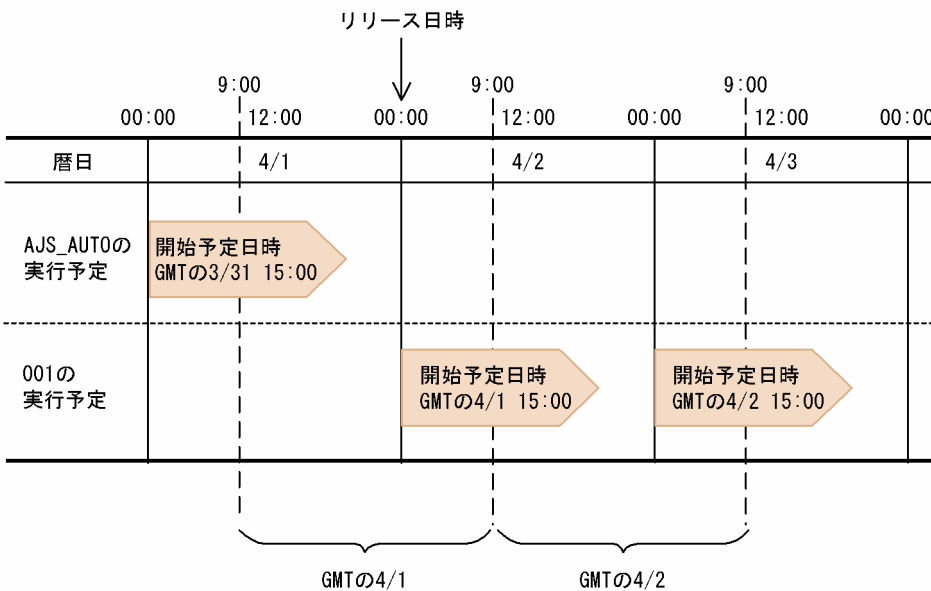 リリース日時
9:00 9:00 9:00
00:00 12:00 00:00 12:00 00:00 12:00 00:00
暦日 4/1 4/2 4/3
AJS_AUTOの
実行予定
開始予定日時
GMTの3/31 15:00
001の
実行予定
開始予定日時
GMTの4/1 15:00
開始予定日時
GMTの4/2 15:00
GMTの4/1 GMTの4/2